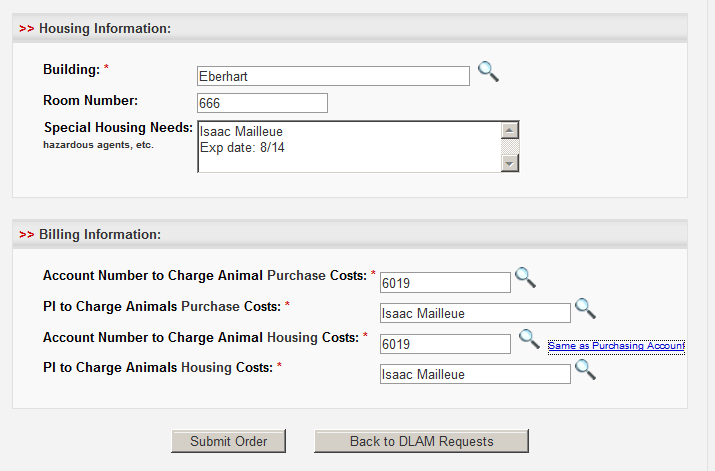 >> Housing Information:
Building: * Eberhart
Room Number: 666
Special Housing Needs: Isaac Mailleue
hazardous agents, etc. Exp date: 8/14
>> Billing Information:
Account Number to Charge Animal Purchase Costs: * 6019
PI to Charge Animals Purchase Costs: * Isaac Mailleue
Account Number to Charge Animal Housing Costs: * 6019 Same as Purchasing Account
PI to Charge Animals Housing Costs: * Isaac Mailleue
Submit Order Back to DLAM Requests